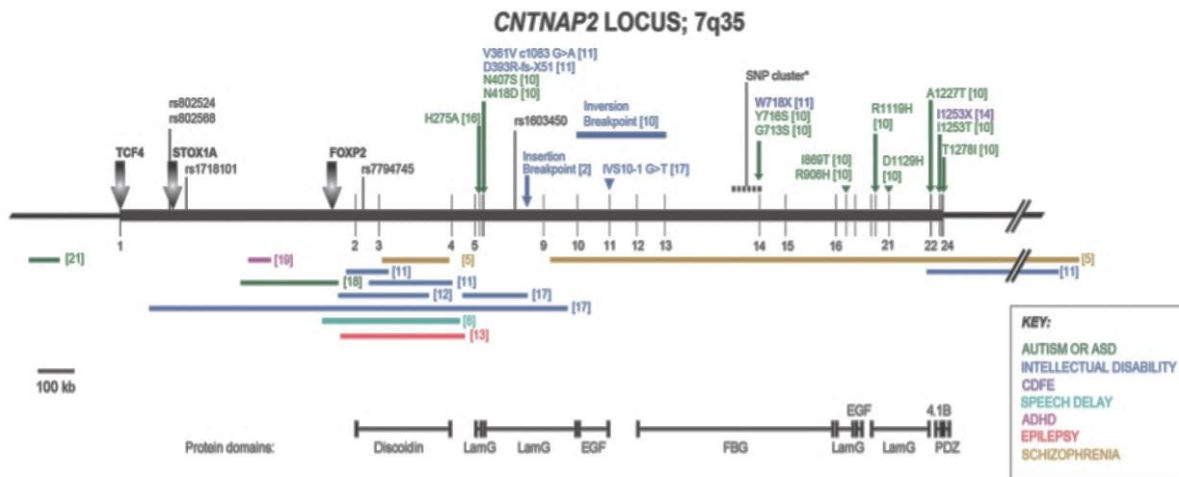 CNTNAP2 LOCUS; 7q35
V361V c1083 G>A [11]
D393R-fs-X51 [11]
N407S [10]
N418D [10]
H275A [16]
rs802524
rs802568
TCF4
STOX1A
rs1718101
FOXP2
rs7794745
rs1603450
Insertion
Breakpoint [2]
Inversion
Breakpoint [10]
IVS10-1 G>T [17]
SNP cluster*
W718X [11]
Y716S [10]
G713S [10]
I869T [10]
R906H [10]
R1119H
[10]
D1129H
[10]
A1227T [10]
I1253X [14]
I1253T [10]
T1278I [10]
1 2 3 4 5 9 10 11 12 13 14 15 16 21 22 24
[21] [19] [5] [5]
[11] [11]
[18] [11]
[12] [17]
[17]
[8]
[13]
100 kb
KEY:
AUTISM OR ASD
INTELLECTUAL DISABILITY
CDFE
SPEECH DELAY
ADHD
EPILEPSY
SCHIZOPHRENIA
EGF 4.1B
Protein domains: Discoidin LamG LamG EGF FBG LamG LamG PDZ